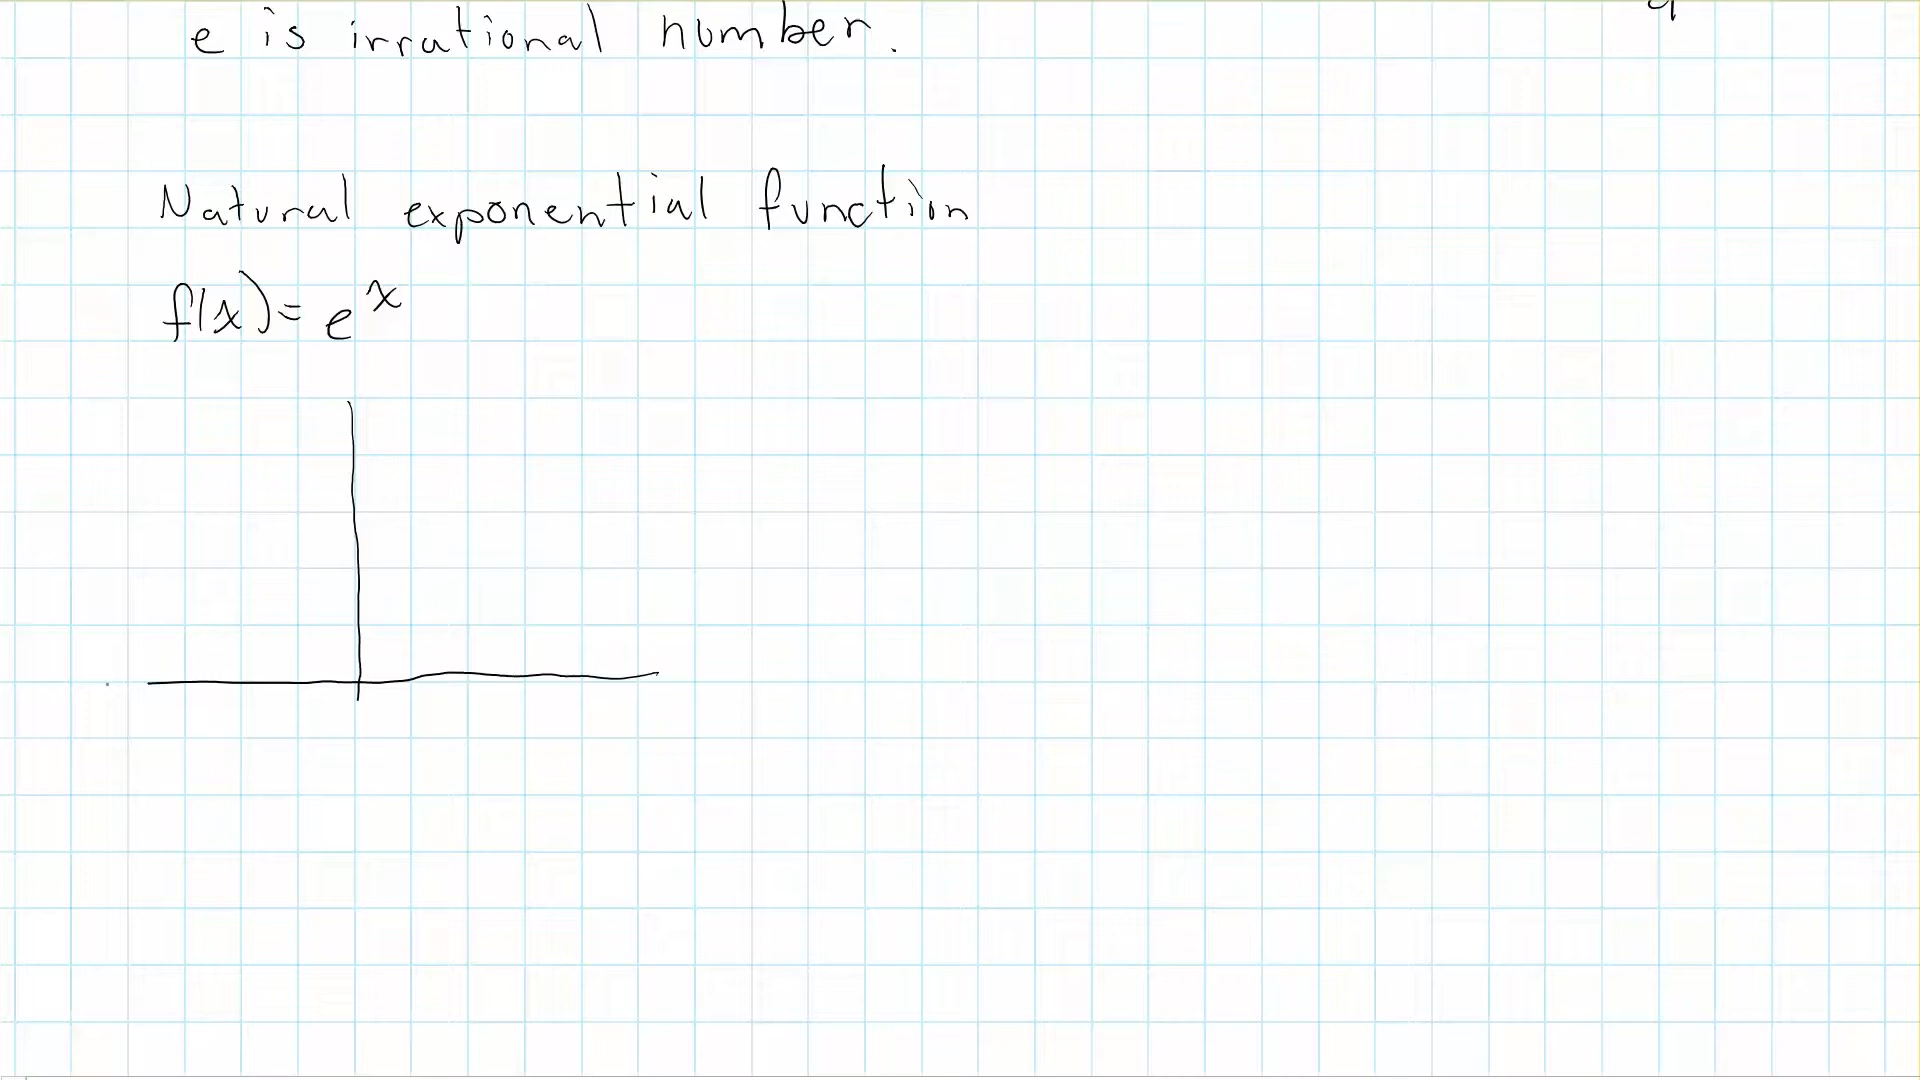 e is irrational number.
Natural exponential function
f(x) = e^x